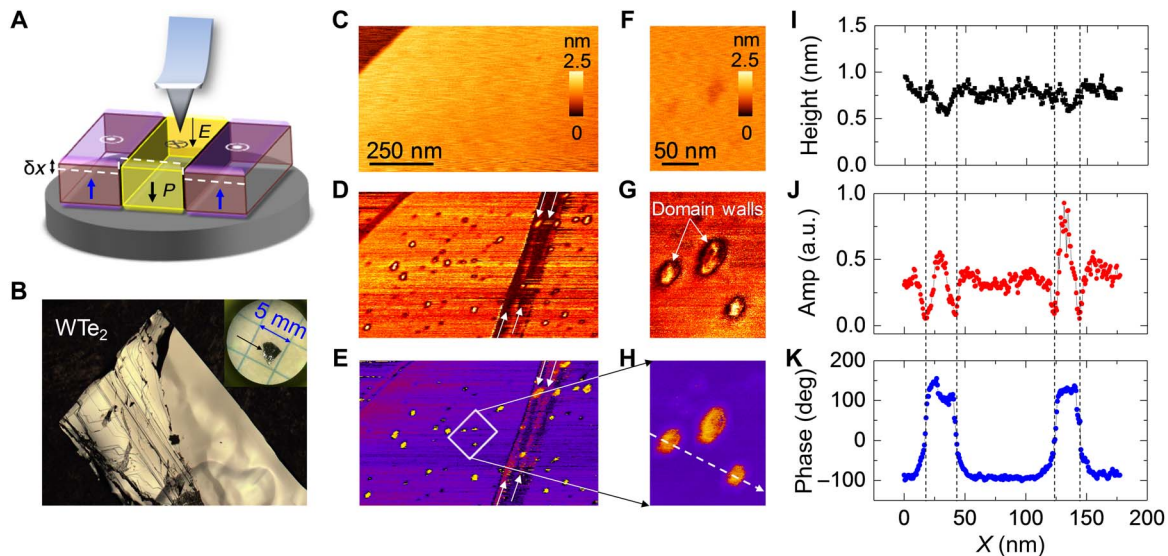 A
E
δx
P
B
WTe2
5 mm
C
nm
2.5
0
250 nm
D
E
F
nm
2.5
0
50 nm
G
Domain walls
H
I
1.5
1.0
0.5
0.0
Height (nm)
J
1.0
0.5
0.0
Amp (a.u.)
K
200
100
0
−100
Phase (deg)
0 50 100 150 200
X (nm)